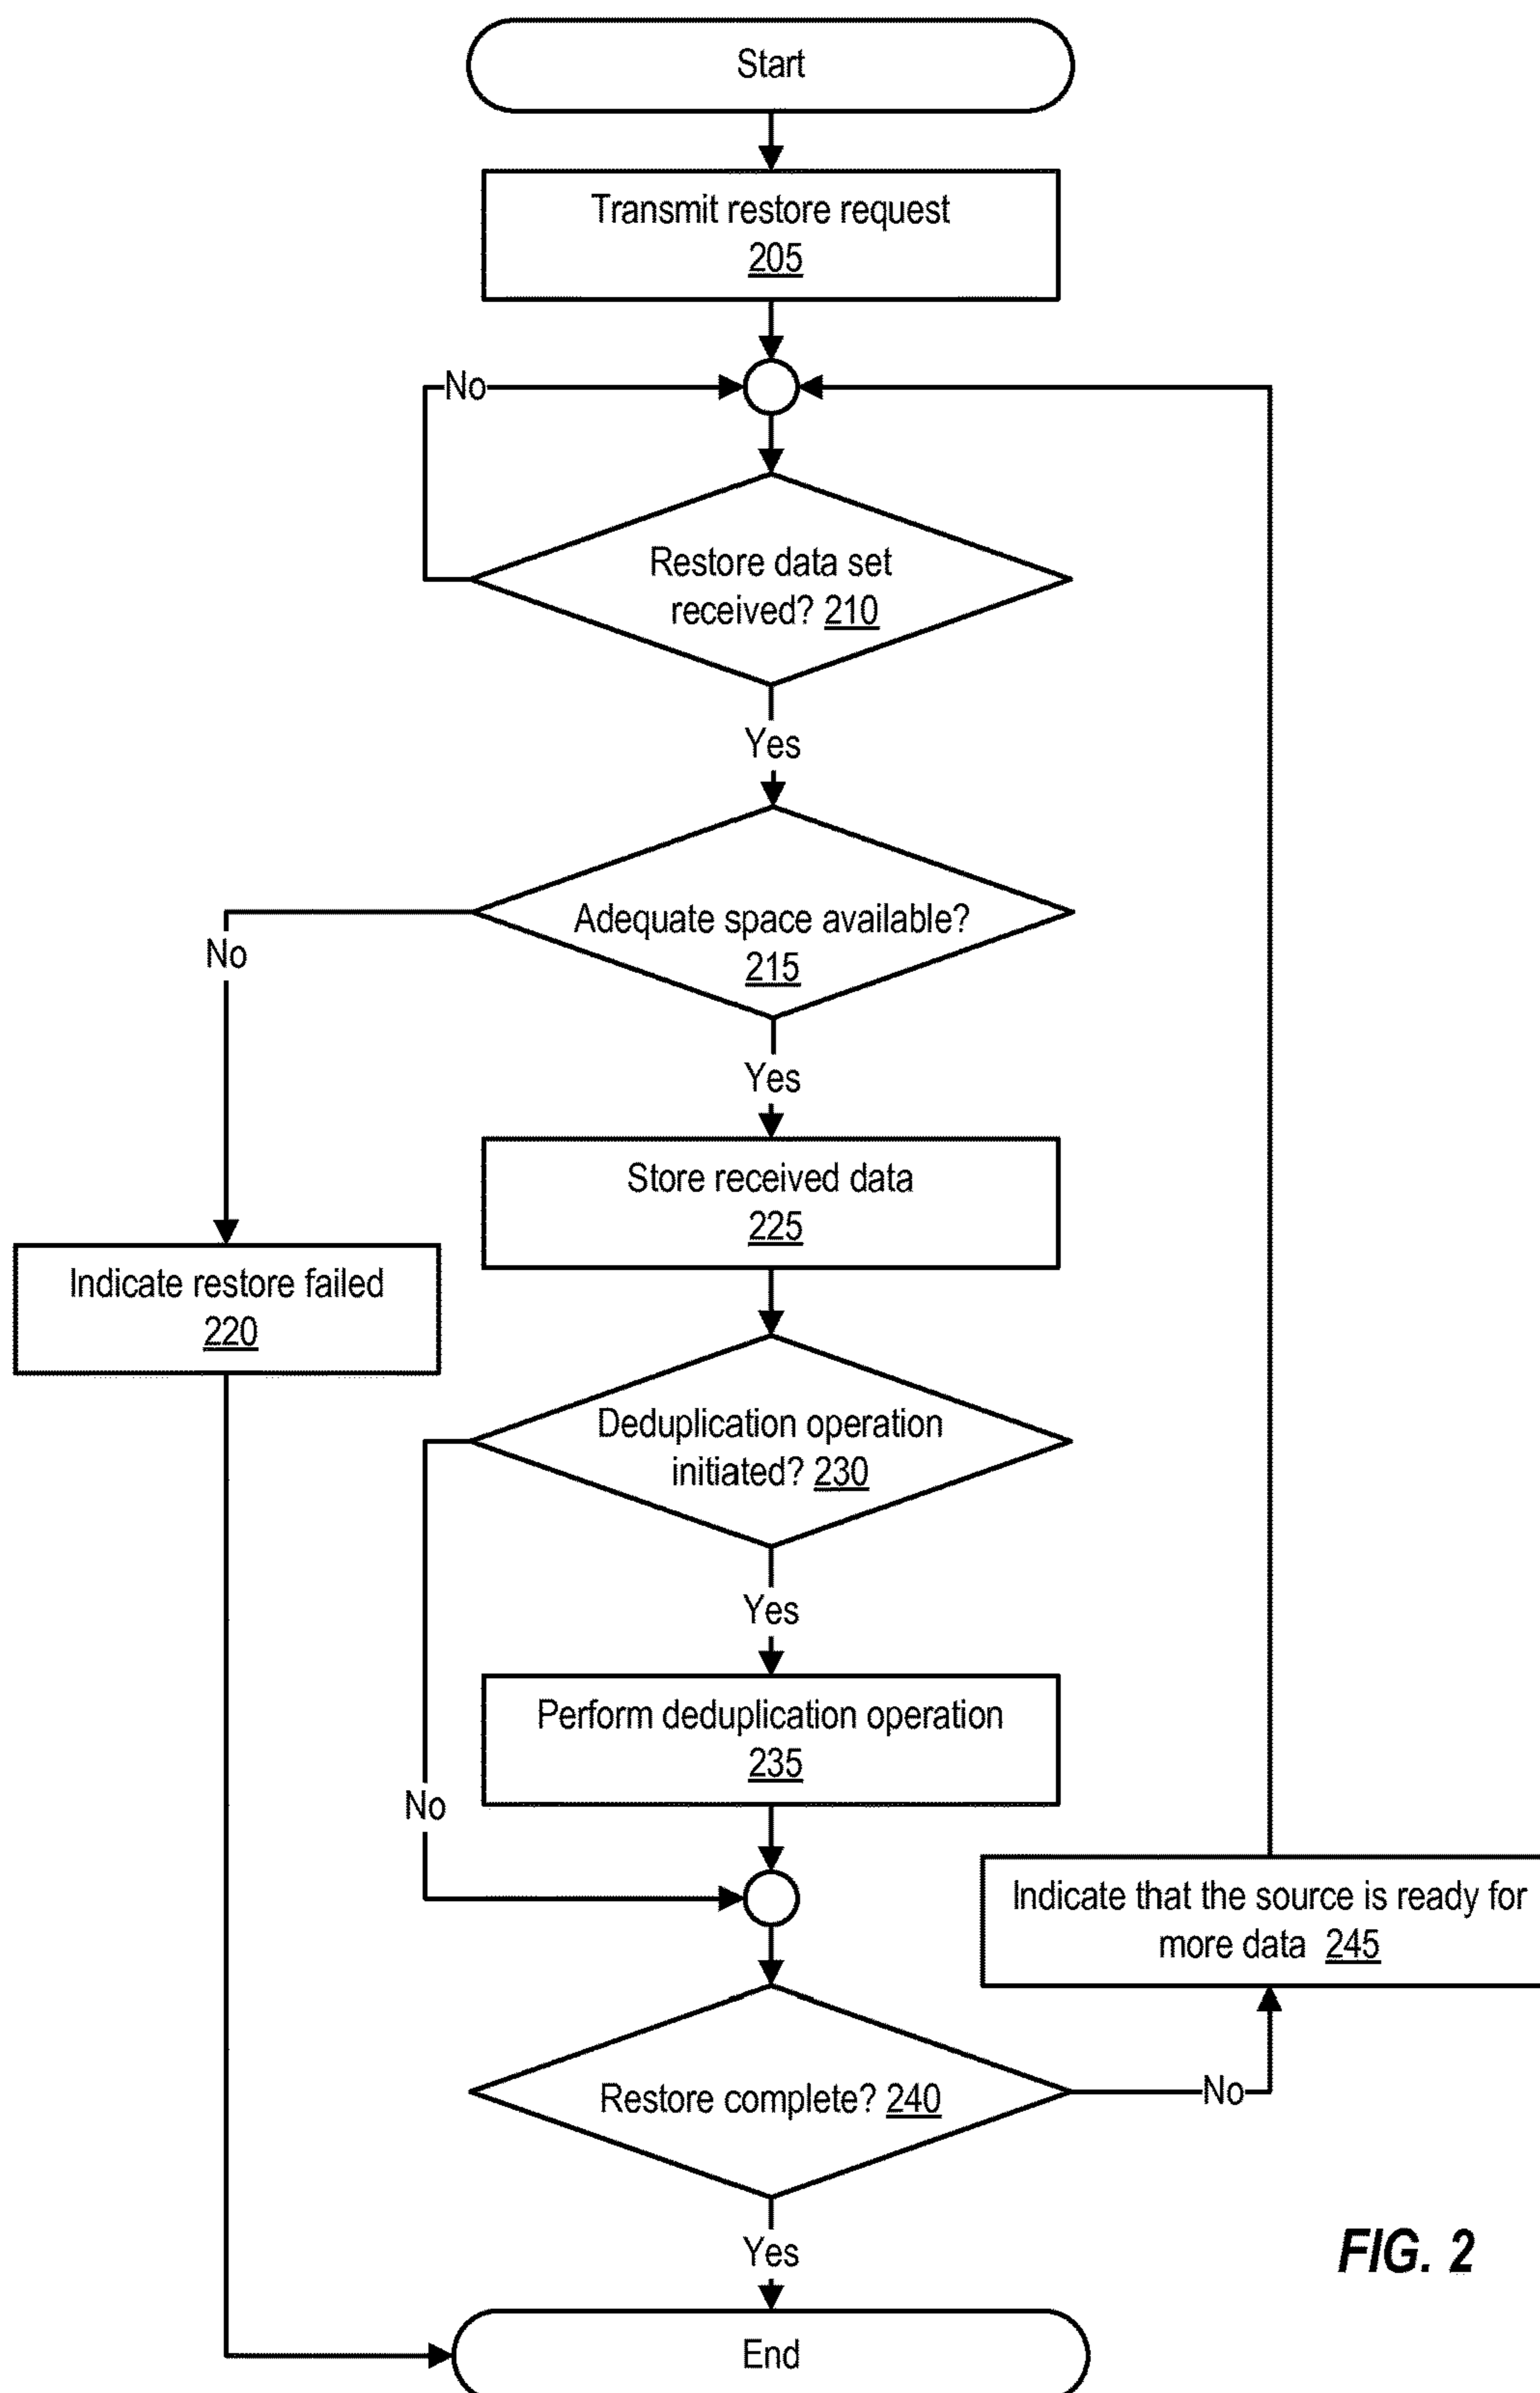 Start
Transmit restore request
205
No
Restore data set
received? 210
Yes
Adequate space available?
215
No
Yes
Store received data
225
Indicate restore failed
220
Deduplication operation
initiated? 230
Yes
Perform deduplication operation
235
No
Indicate that the source is ready for
more data 245
Restore complete? 240
No
Yes
FIG. 2
End